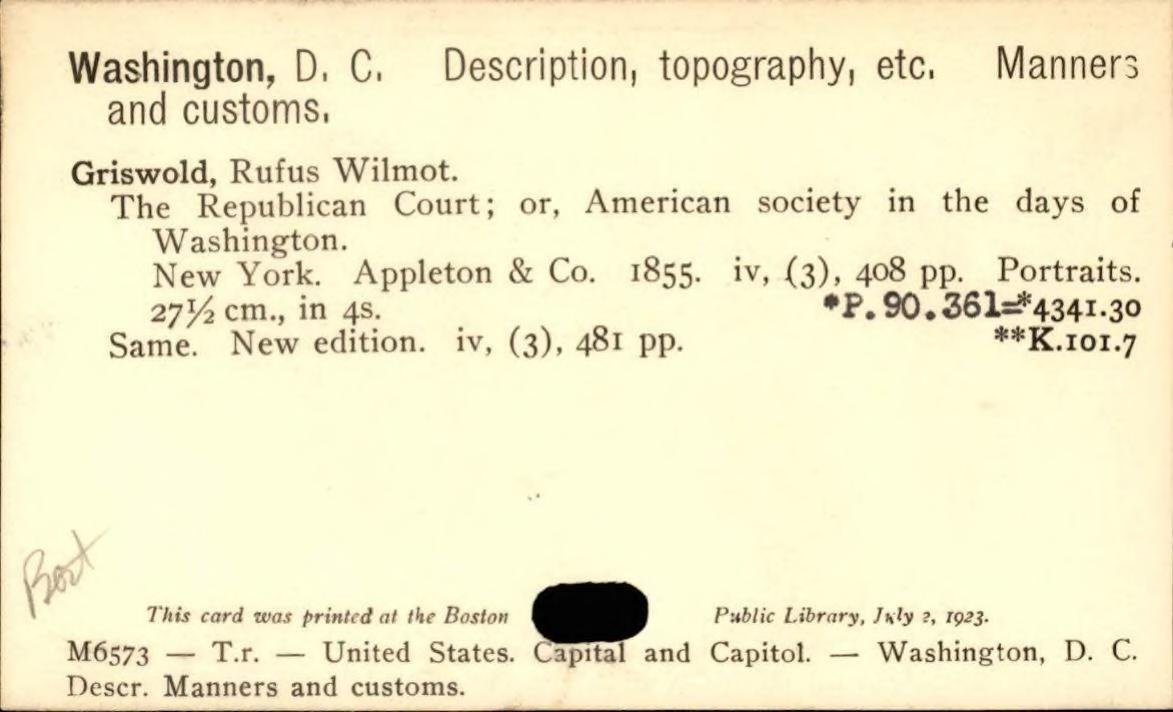 Washington, D. C. Description, topography, etc. Manners
and customs.
Griswold, Rufus Wilmot.
The Republican Court; or, American society in the days of
Washington.
New York. Appleton & Co. 1855. iv, (3), 408 pp. Portraits.
27½ cm., in 4s. *P.90.361=*4341.30
Same. New edition. iv, (3), 481 pp. **K.101.7
This card was printed at the Boston Public Library, July 2, 1923.
M6573 — T.r. — United States. Capital and Capitol. — Washington, D. C.
Descr. Manners and customs.